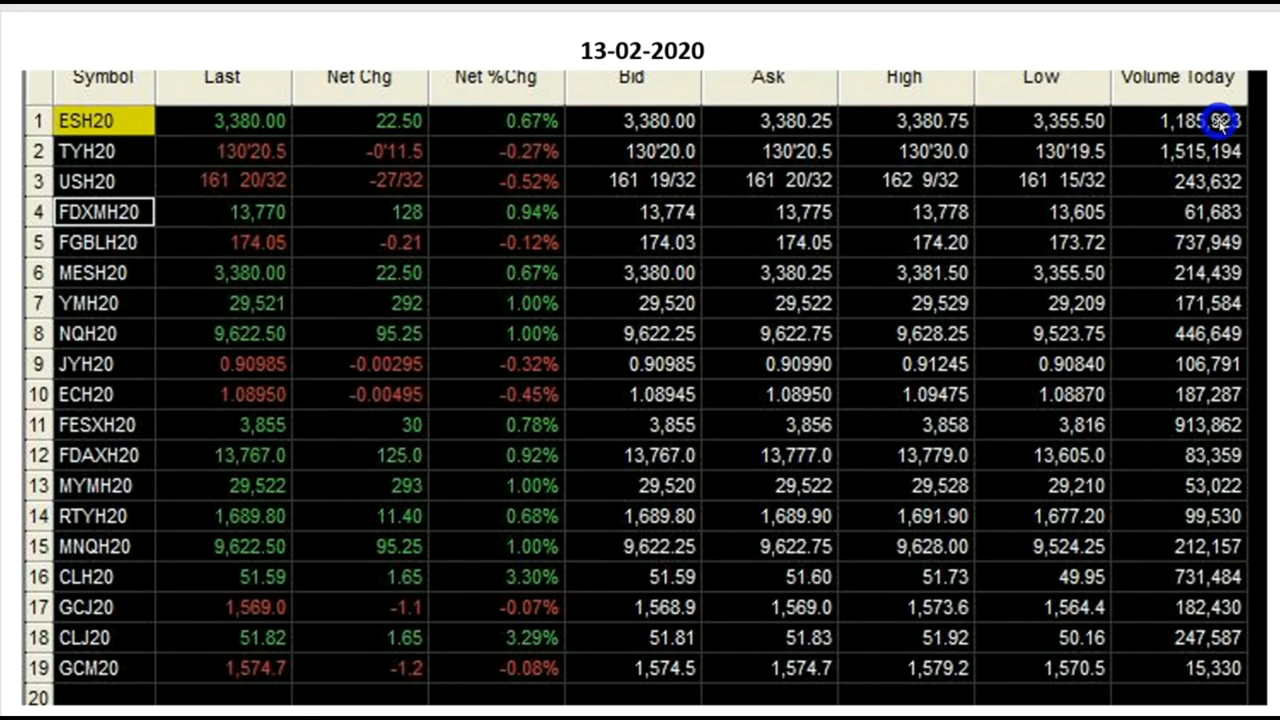 13-02-2020
Symbol Last Net Chg Net %Chg Bid Ask High Low Volume Today
1 ESH20 3,380.00 22.50 0.67% 3,380.00 3,380.25 3,380.75 3,355.50
2 TYH20 130'20.5 -0'11.5 -0.27% 130'20.0 130'20.5 130'30.0 130'19.5 1,515,194
3 USH20 161 20/32 -27/32 -0.52% 161 19/32 161 20/32 162 9/32 161 15/32 243,632
4 FDXMH20 13,770 128 0.94% 13,774 13,775 13,778 13,605 61,683
5 FGBLH20 174.05 -0.21 -0.12% 174.03 174.05 174.20 173.72 737,949
6 MESH20 3,380.00 22.50 0.67% 3,380.00 3,380.25 3,381.50 3,355.50 214,439
7 YMH20 29,521 292 1.00% 29,520 29,522 29,529 29,209 171,584
8 NQH20 9,622.50 95.25 1.00% 9,622.25 9,622.75 9,628.25 9,523.75 446,649
9 JYH20 0.90985 -0.00295 -0.32% 0.90985 0.90990 0.91245 0.90840 106,791
10 ECH20 1.08950 -0.00495 -0.45% 1.08945 1.08950 1.09475 1.08870 187,287
11 FESXH20 3,855 30 0.78% 3,855 3,856 3,858 3,816 913,862
12 FDAXH20 13,767.0 125.0 0.92% 13,767.0 13,777.0 13,779.0 13,605.0 83,359
13 MYMH20 29,522 293 1.00% 29,520 29,522 29,528 29,210 53,022
14 RTYH20 1,689.80 11.40 0.68% 1,689.80 1,689.90 1,691.90 1,677.20 99,530
15 MNQH20 9,622.50 95.25 1.00% 9,622.25 9,622.75 9,628.00 9,524.25 212,157
16 CLH20 51.59 1.65 3.30% 51.59 51.60 51.73 49.95 731,484
17 GCJ20 1,569.0 -1.1 -0.07% 1,568.9 1,569.0 1,573.6 1,564.4 182,430
18 CLJ20 51.82 1.65 3.29% 51.81 51.83 51.92 50.16 247,587
19 GCM20 1,574.7 -1.2 -0.08% 1,574.5 1,574.7 1,579.2 1,570.5 15,330
20